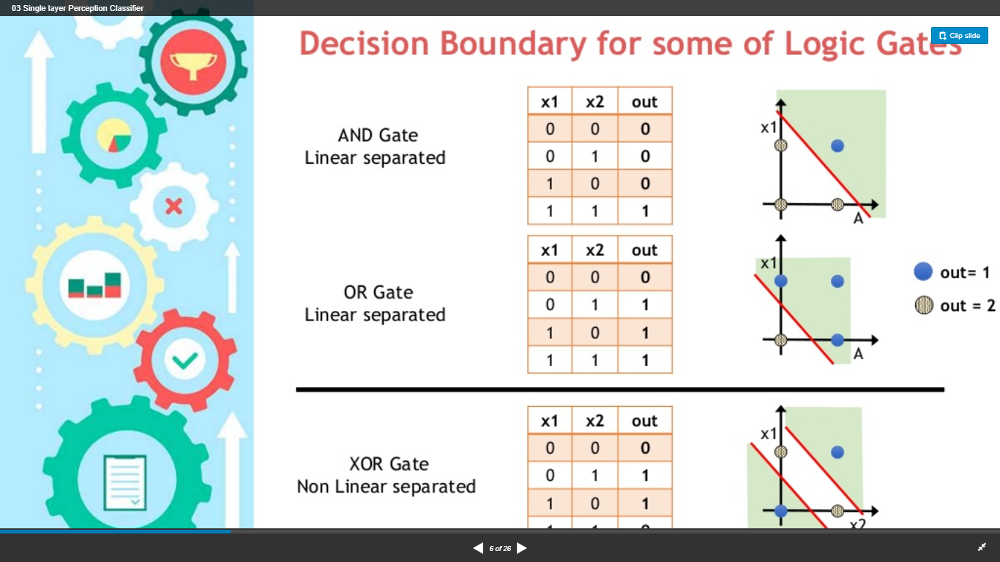 03 Single layer Perception Classifier
Decision Boundary for some of Logic Gates
Clip slide
AND Gate
Linear separated
x1 x2 out
0 0 0
0 1 0
1 0 0
1 1 1
x1
A
OR Gate
Linear separated
x1 x2 out
0 0 0
0 1 1
1 0 1
1 1 1
x1
A
out= 1
out = 2
XOR Gate
Non Linear separated
x1 x2 out
0 0 0
0 1 1
1 0 1
1 1 0
x1
x2
6 of 26